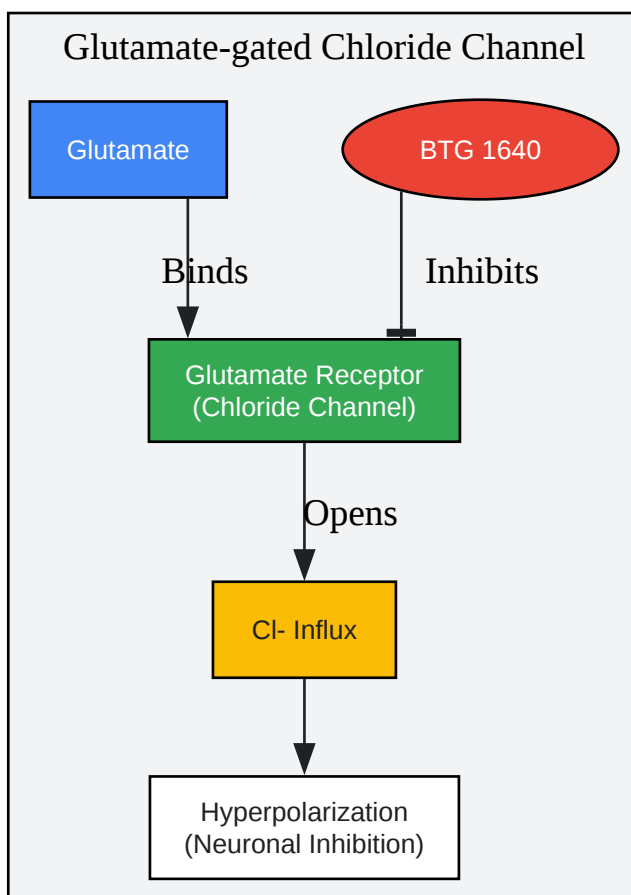 Glutamate-gated Chloride Channel
Glutamate
BTG 1640
Binds
Inhibits
Glutamate Receptor
(Chloride Channel)
Opens
Cl- Influx
Hyperpolarization
(Neuronal Inhibition)